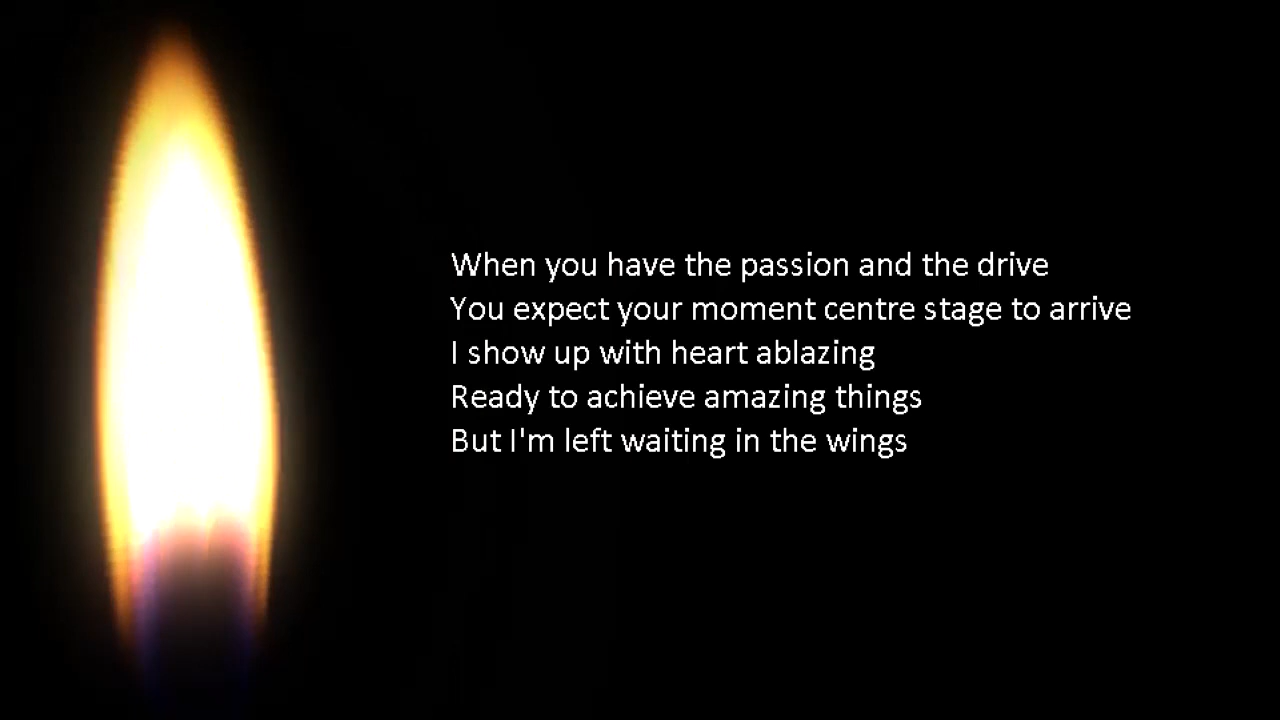 When you have the passion and the drive
You expect your moment centre stage to arrive
I show up with heart ablazing
Ready to achieve amazing things
But I'm left waiting in the wings